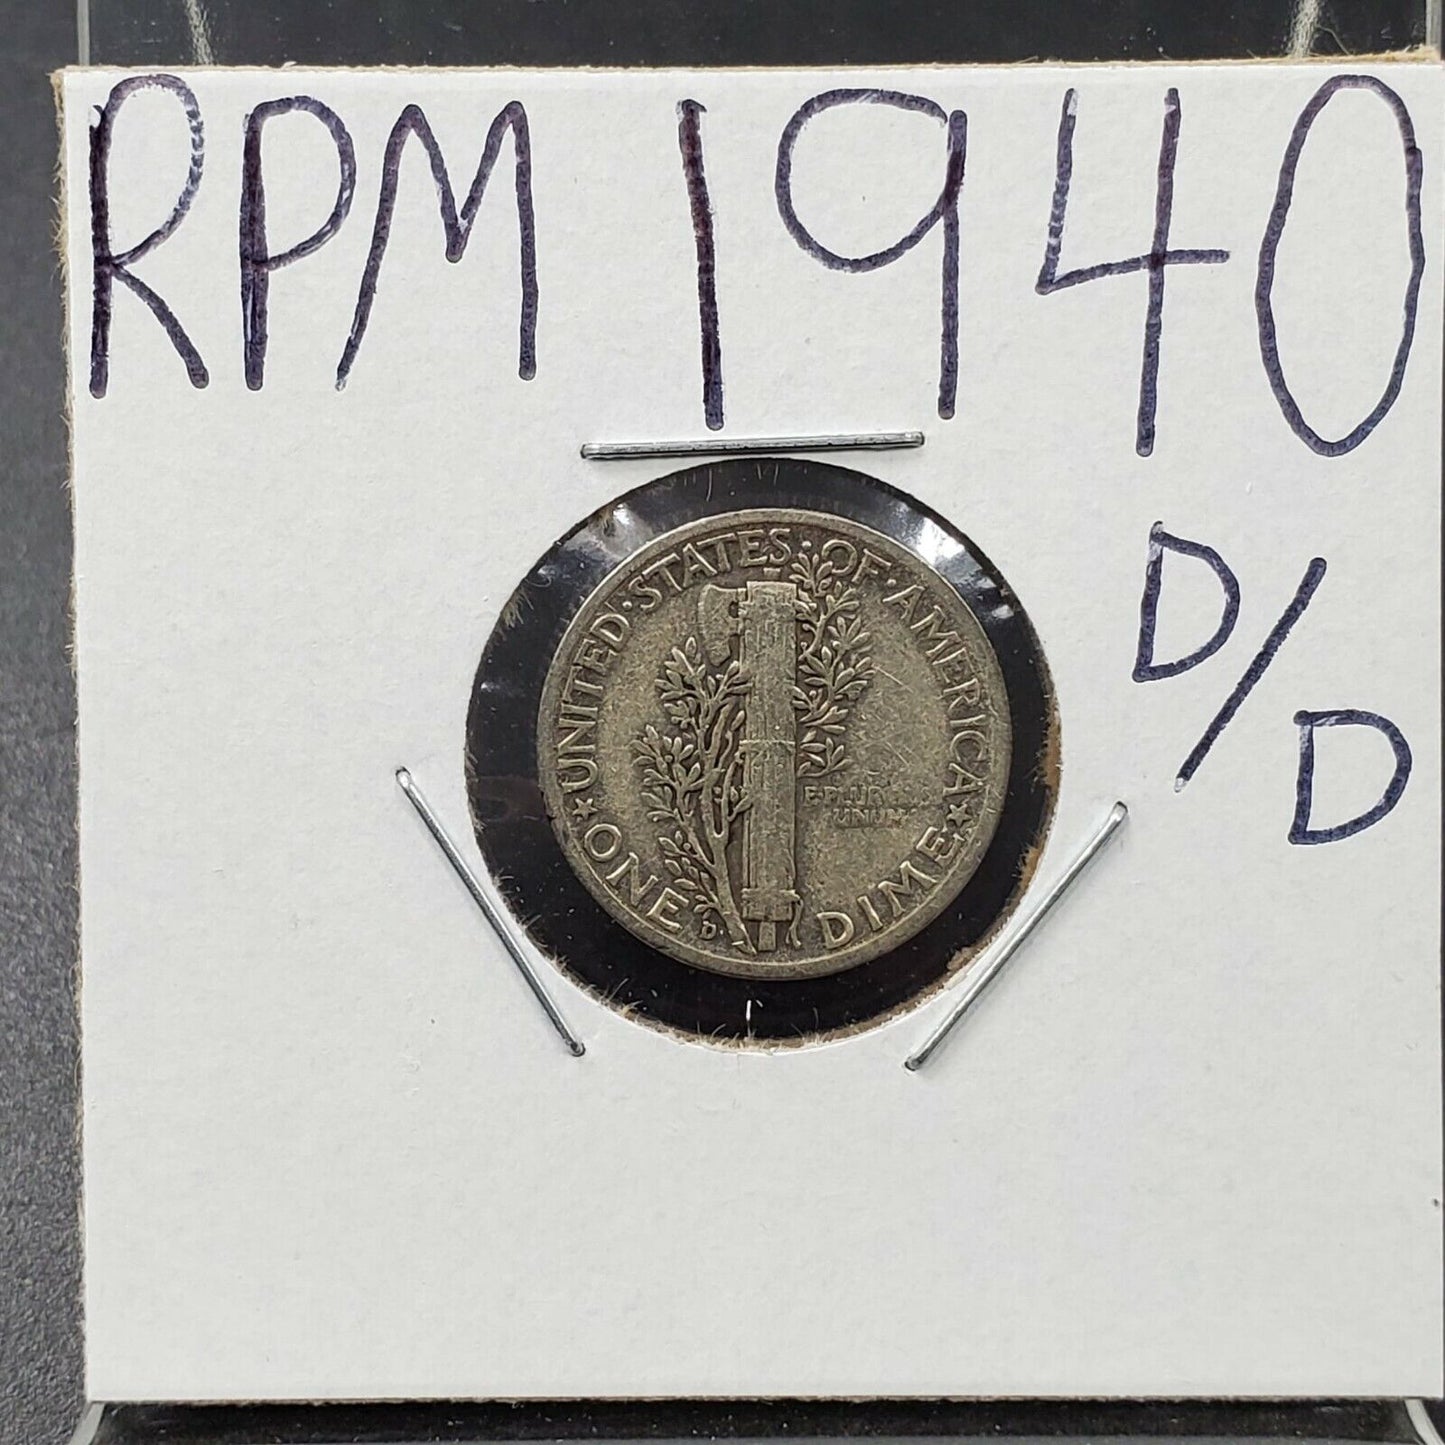 RPM 1940
D/D
UNITED·STATES·OF·AMERICA
E·PLURIBUS
UNUM
ONE D DIME